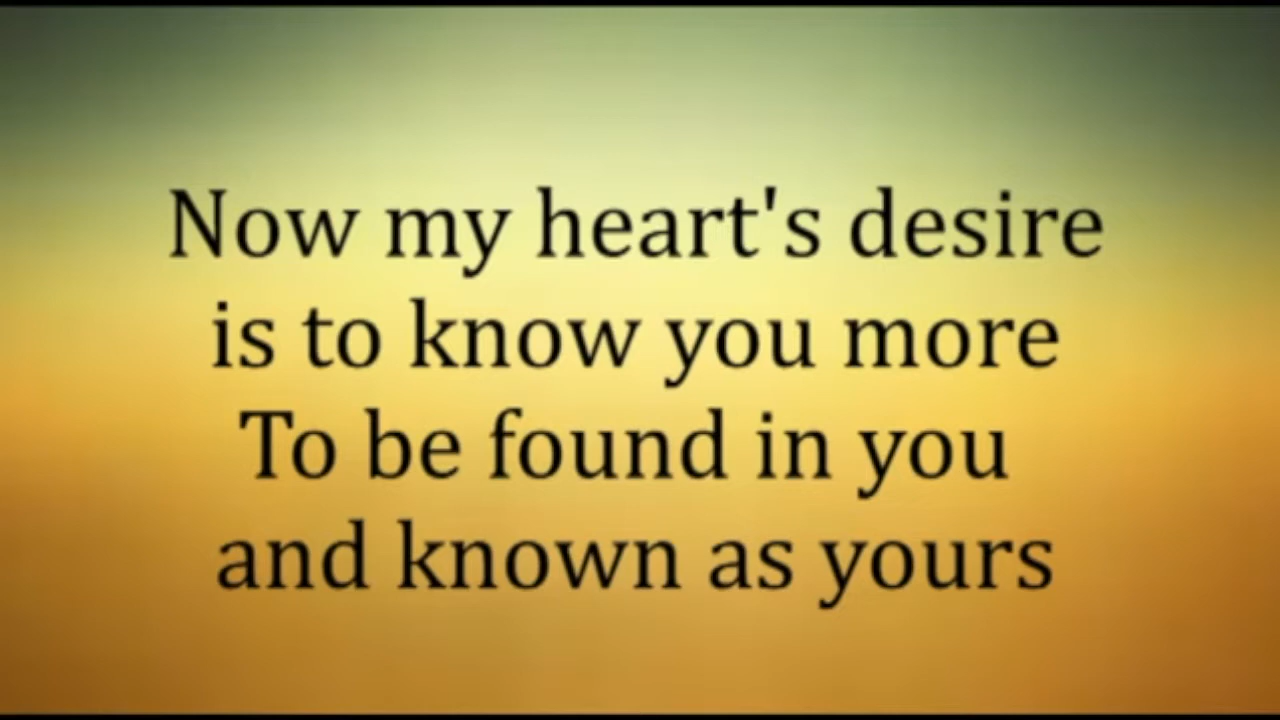 Now my heart's desire
is to know you more
To be found in you
and known as yours